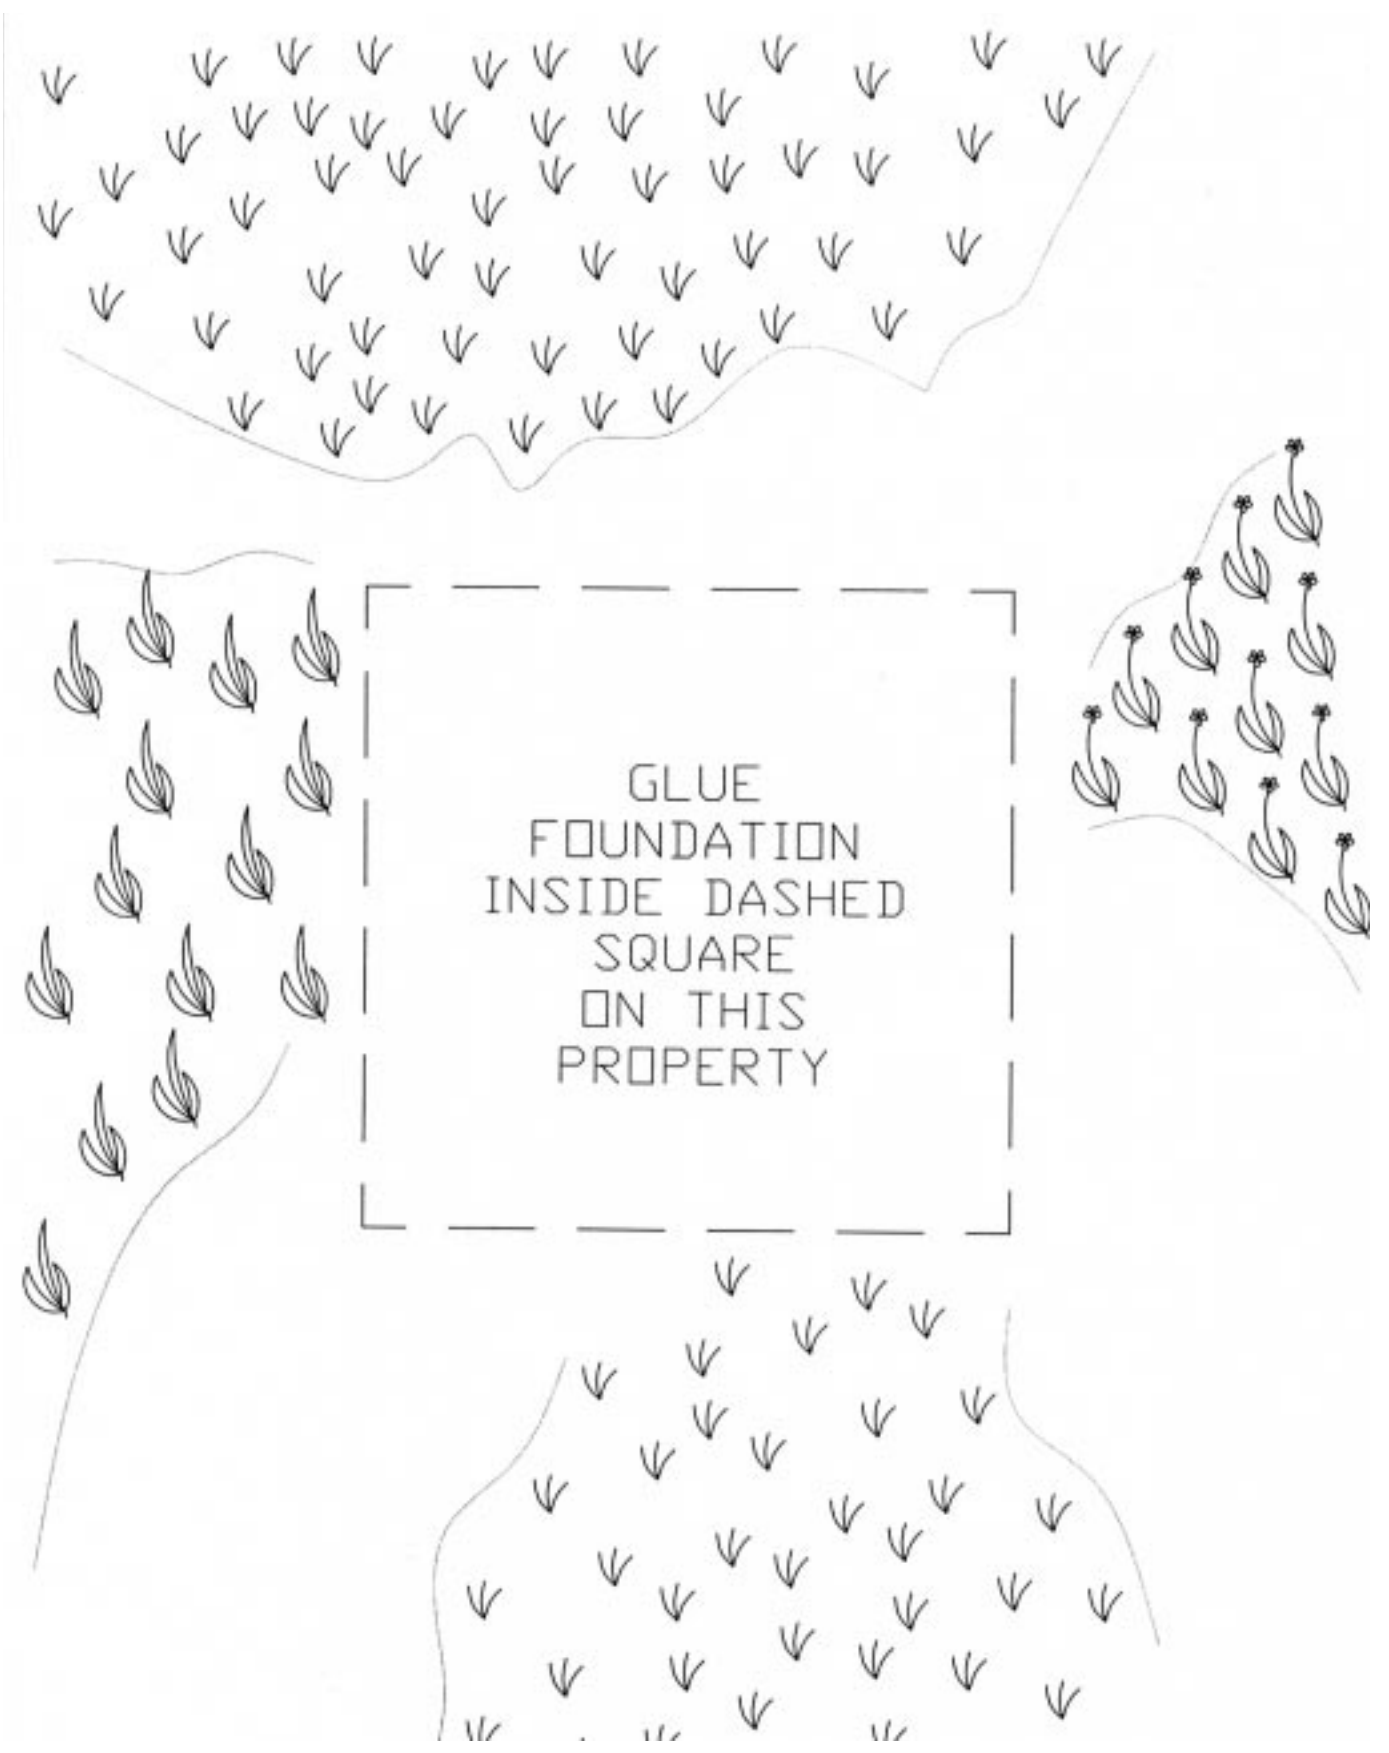 GLUE
FOUNDATION
INSIDE DASHED
SQUARE
ON THIS
PROPERTY